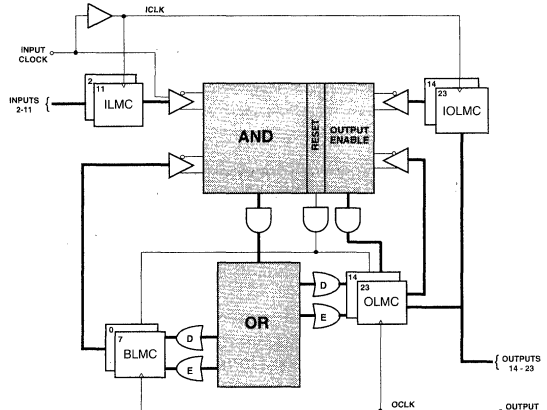 ICLK
INPUT
CLOCK
INPUTS
2-11
2
11
ILMC
AND
RESET
OUTPUT
ENABLE
14
23
IOLMC
OR
D
E
14
23
OLMC
0
7
BLMC
D
E
OUTPUTS
14 - 23
OCLK
OUTPUT